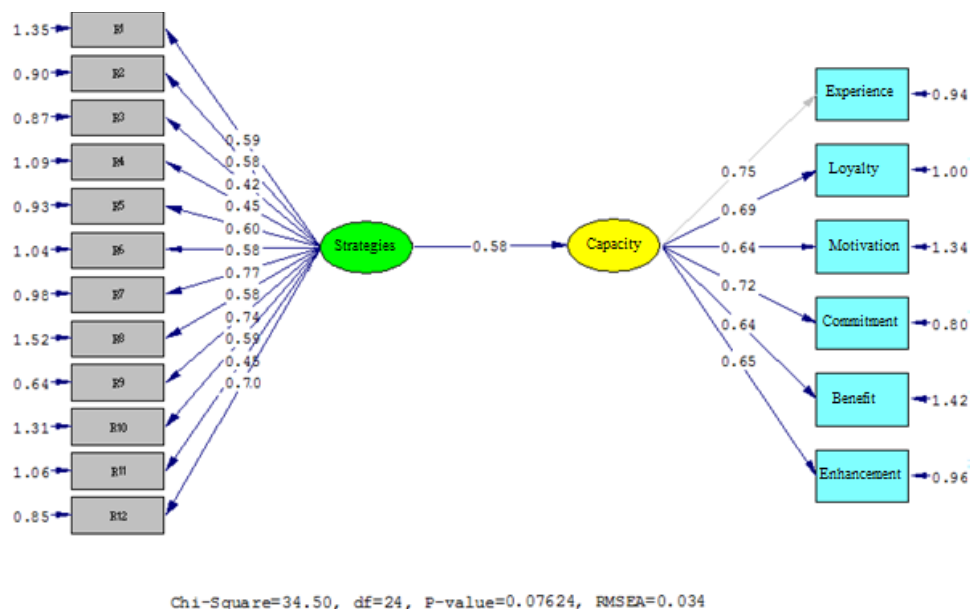 1.35 R1
0.90 R2
0.87 R3
1.09 R4
0.93 R5
1.04 R6
0.98 R7
1.52 R8
0.64 R9
1.31 R10
1.06 R11
0.85 R12
0.59
0.58
0.42
0.45
0.60
0.58
0.77
0.58
0.74
0.59
0.45
0.70
Strategies
0.58
Capacity
0.75
0.69
0.64
0.72
0.64
0.65
Experience 0.94
Loyalty 1.00
Motivation 1.34
Commitment 0.80
Benefit 1.42
Enhancement 0.96
Chi-Square=34.50, df=24, P-value=0.07624, RMSEA=0.034